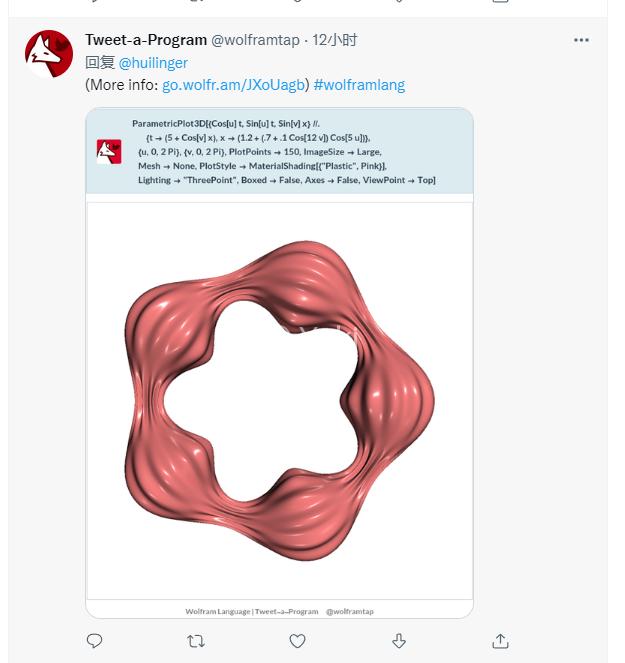 Tweet-a-Program @wolframtap · 12小时
回复 @huilinger
(More info: go.wolfr.am/JXoUagb) #wolframlang
ParametricPlot3D[{Cos[u] t, Sin[u] t, Sin[v] x} //.
{t → (5 + Cos[v] x), x → (1.2 + (.7 + .1 Cos[12 v]) Cos[5 u])},
{u, 0, 2 Pi}, {v, 0, 2 Pi}, PlotPoints → 150, ImageSize → Large,
Mesh → None, PlotStyle → MaterialShading[{"Plastic", Pink}],
Lighting → "ThreePoint", Boxed → False, Axes → False, ViewPoint → Top]
Wolfram Language | Tweet-a-Program @wolframtap